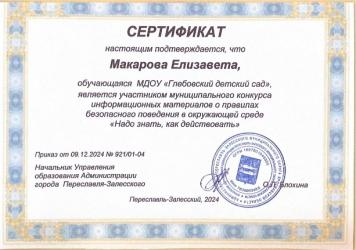 СЕРТИФИКАТ
настоящим подтверждается, что
Макарова Елизавета,
обучающаяся МДОУ «Глебовский детский сад»,
является участником муниципального конкурса
информационных материалов о правилах
безопасного поведения в окружающей среде
«Надо знать, как действовать»
Приказ от 09.12.2024 № 921/01-04
Начальник Управления
образования Администрации
города Переславля-Залесского
О.Л. Блохина
Переславль-Залесский, 2024